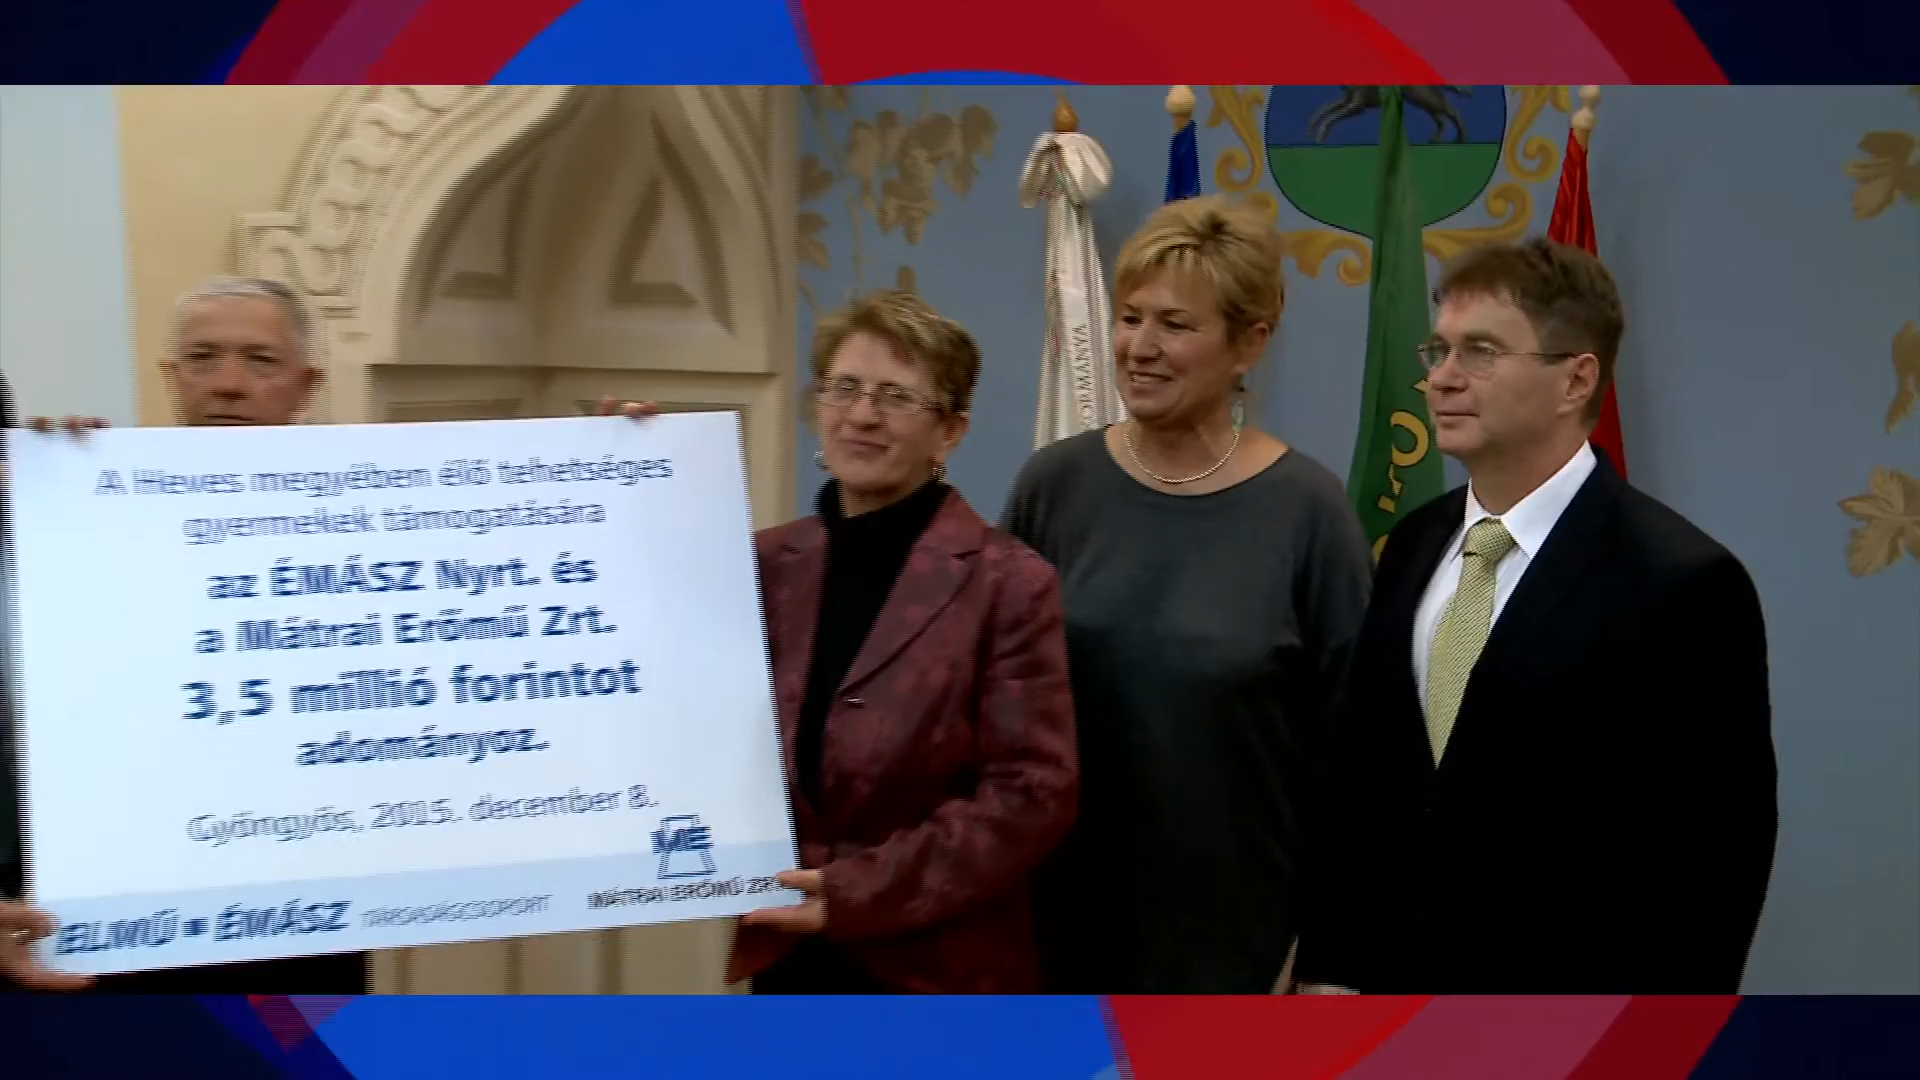 A Heves megyében élő tehetséges
gyermekek támogatására
az ÉMÁSZ Nyrt. és
a Mátrai Erőmű Zrt.
3,5 millió forintot
adományoz.
Gyöngyös, 2015. december 8.
ME
ELMŰ ▪ ÉMÁSZ TÁRSASÁGCSOPORT
MÁTRAI ERŐMŰ ZRT.
ORMÁNYA